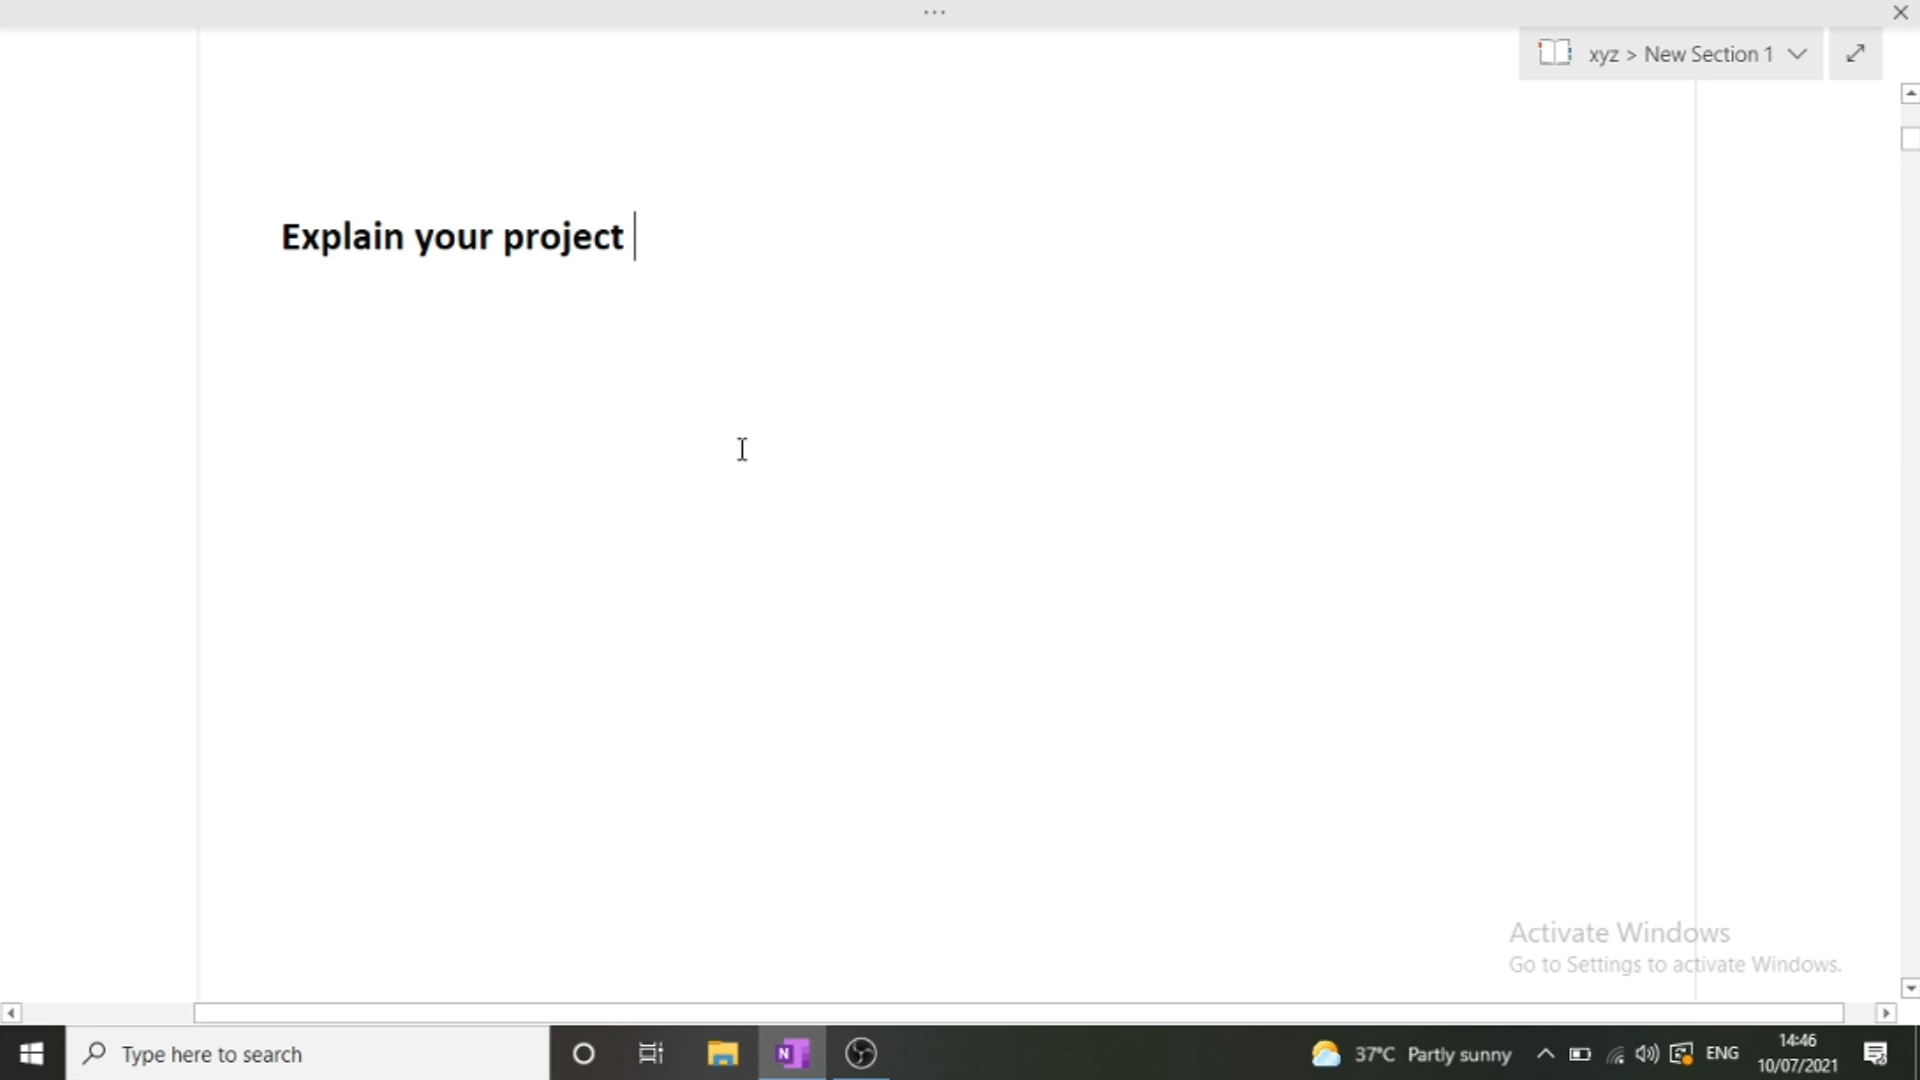 xyz > New Section 1
Explain your project
Activate Windows
Go to Settings to activate Windows.
Type here to search
N
37°C Partly sunny
ENG
14:46
10/07/2021